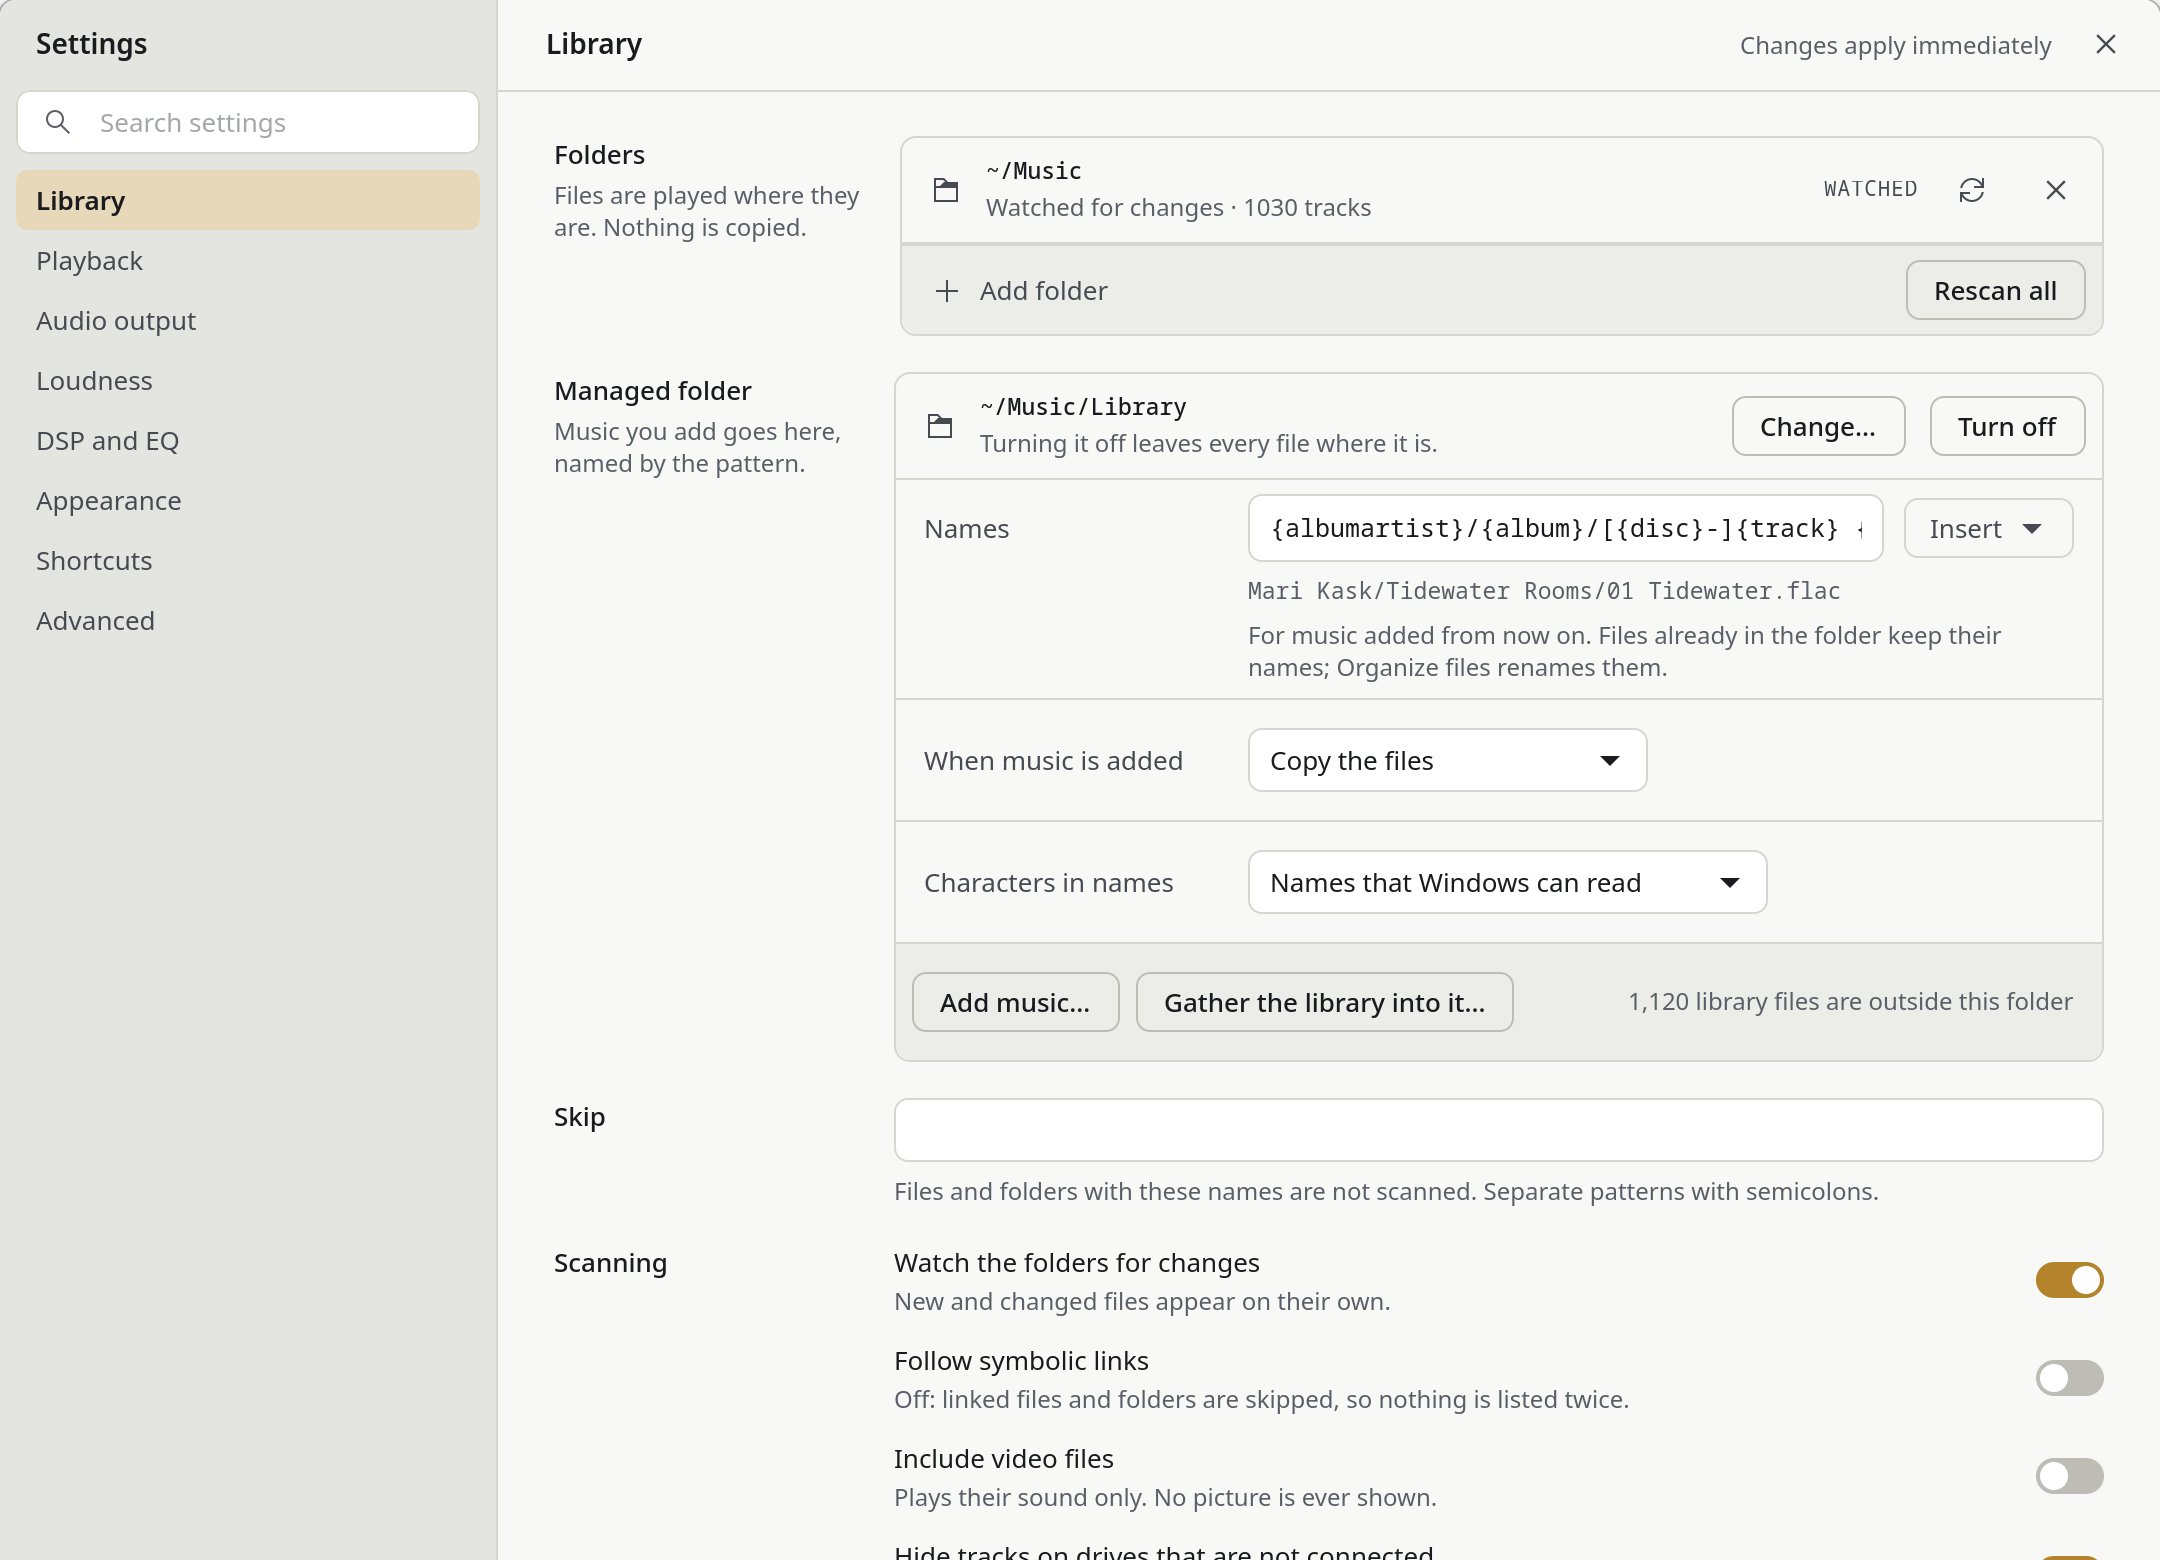 Settings
Search settings
Library
Playback
Audio output
Loudness
DSP and EQ
Appearance
Shortcuts
Advanced
Library
Changes apply immediately
Folders
Files are played where they
are. Nothing is copied.
~/Music
Watched for changes · 1030 tracks
WATCHED
Add folder
Rescan all
Managed folder
Music you add goes here,
named by the pattern.
~/Music/Library
Turning it off leaves every file where it is.
Change...
Turn off
Names
{albumartist}/{album}/[{disc}-]{track} {
Insert
Mari Kask/Tidewater Rooms/01 Tidewater.flac
For music added from now on. Files already in the folder keep their
names; Organize files renames them.
When music is added
Copy the files
Characters in names
Names that Windows can read
Add music...
Gather the library into it...
1,120 library files are outside this folder
Skip
Files and folders with these names are not scanned. Separate patterns with semicolons.
Scanning
Watch the folders for changes
New and changed files appear on their own.
Follow symbolic links
Off: linked files and folders are skipped, so nothing is listed twice.
Include video files
Plays their sound only. No picture is ever shown.
Hide tracks on drives that are not connected